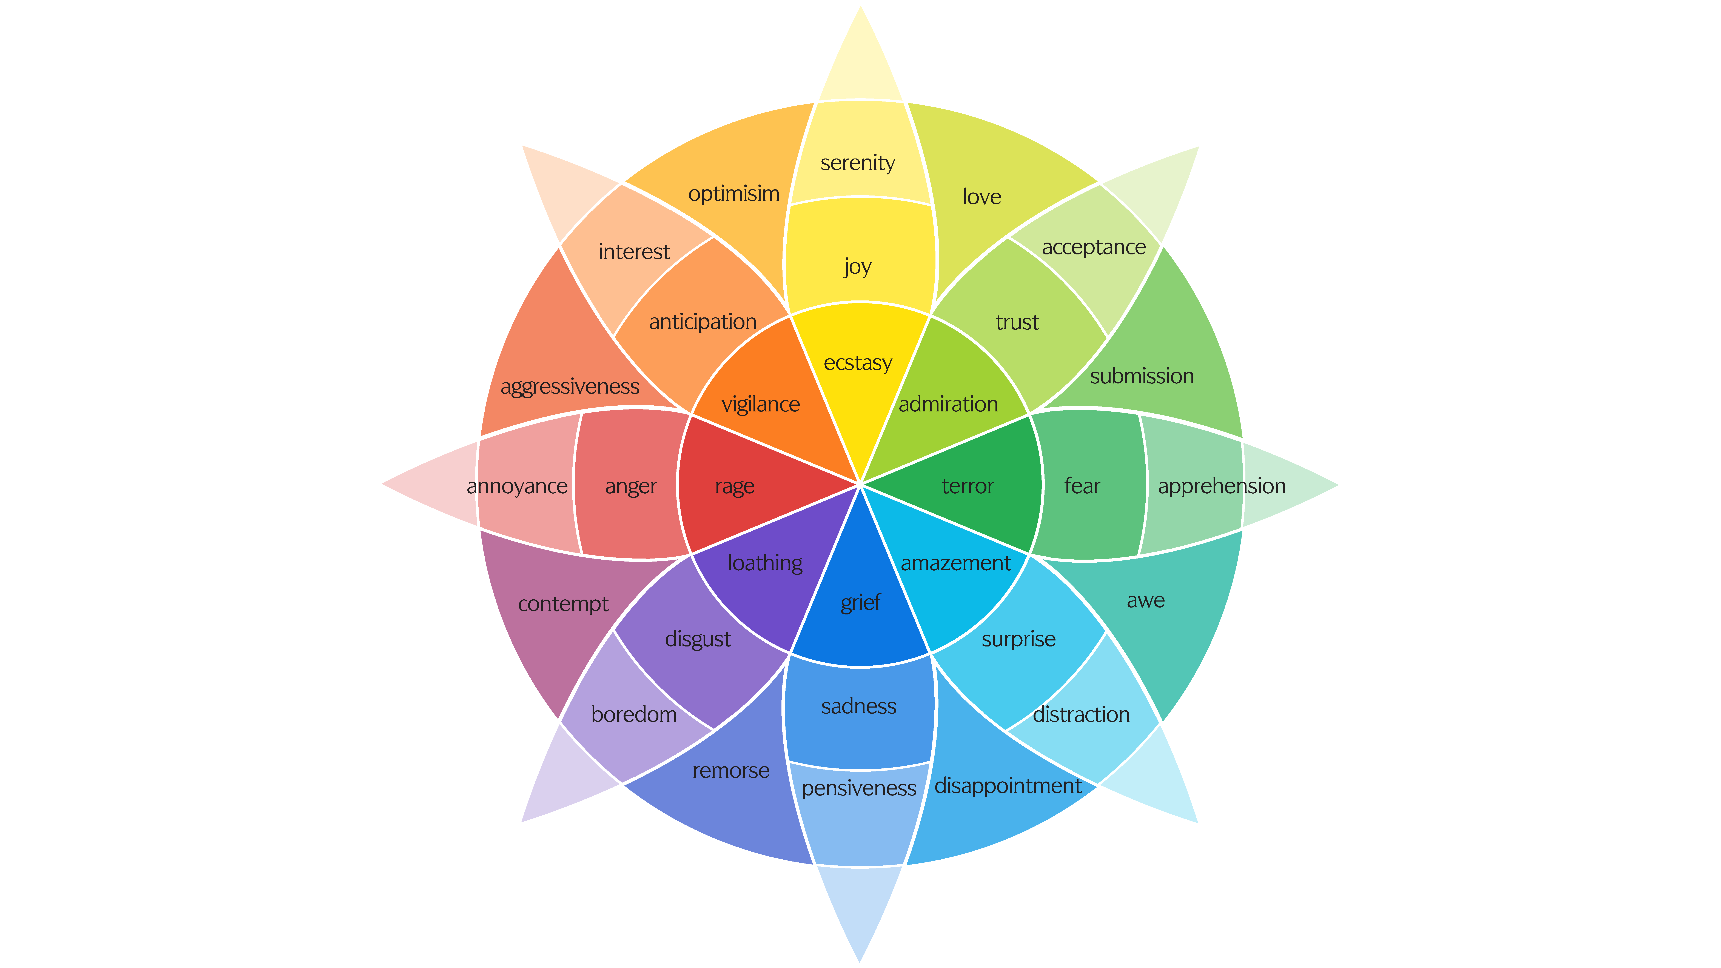 serenity
optimisim
love
interest
acceptance
joy
anticipation
trust
ecstasy
submission
aggressiveness
vigilance
admiration
annoyance
anger
rage
terror
fear
apprehension
loathing
amazement
grief
contempt
awe
disgust
surprise
sadness
boredom
distraction
remorse
pensiveness
disappointment